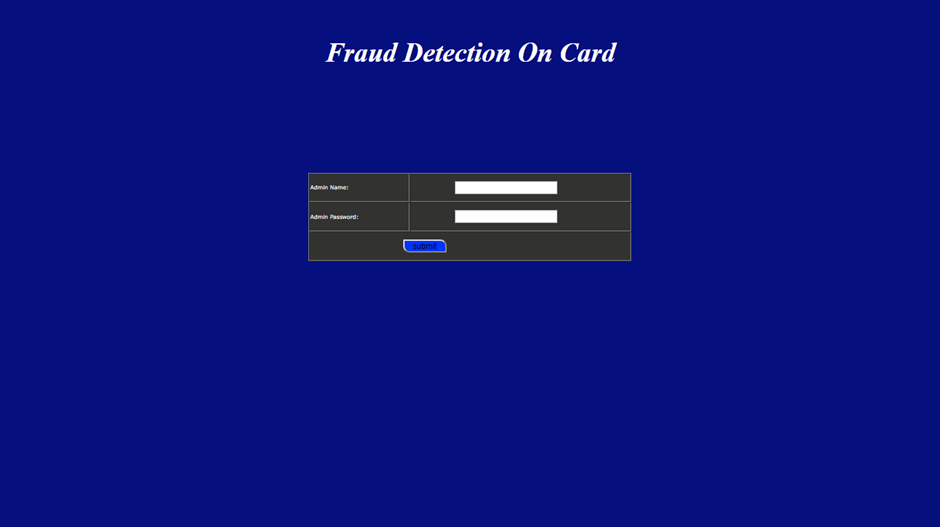 Fraud Detection On Card
Admin Name:
Admin Password:
submit